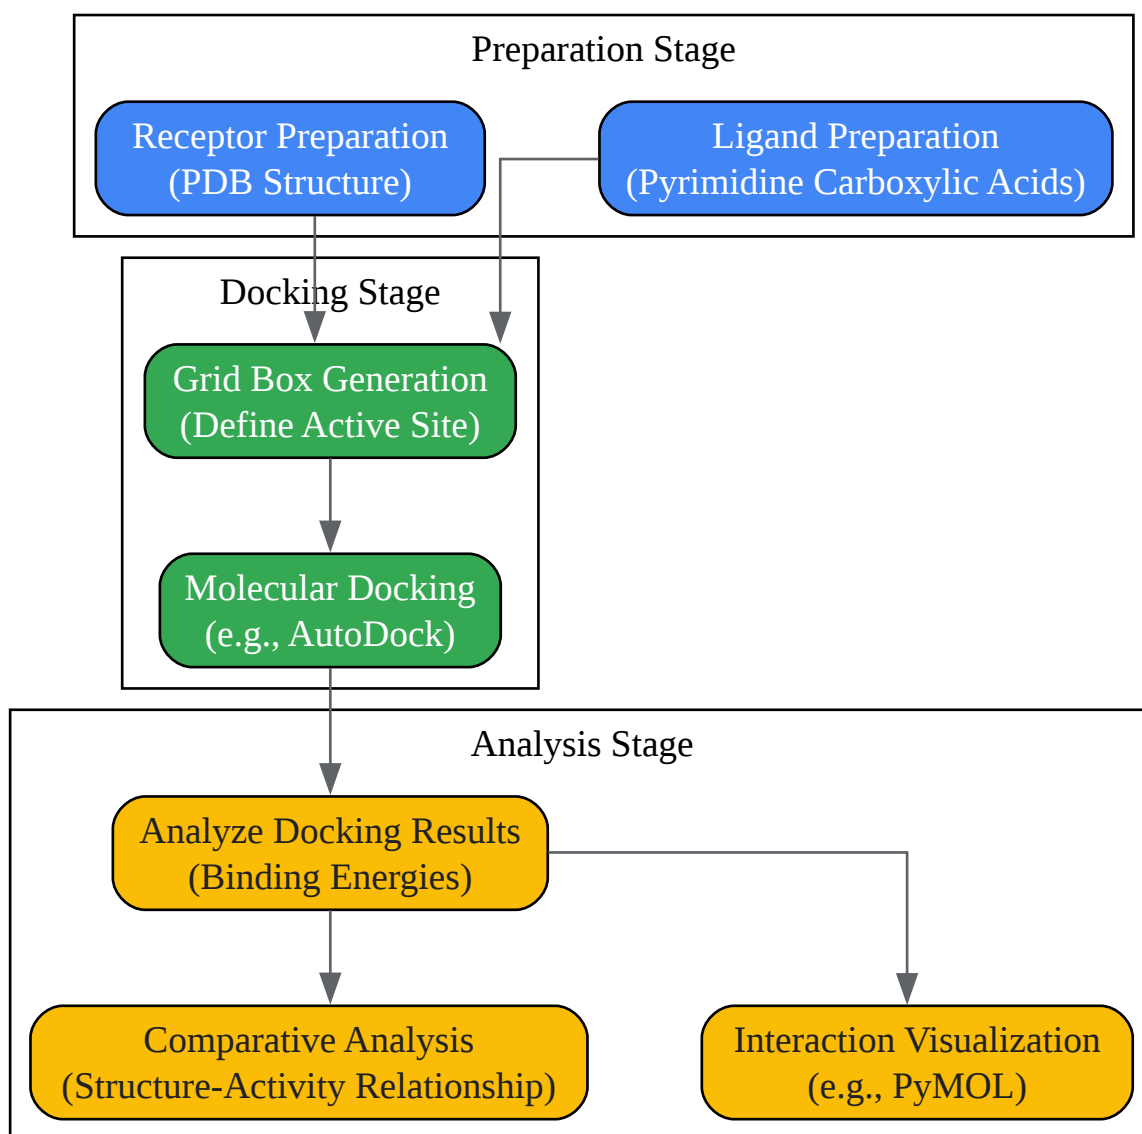 Preparation Stage
Receptor Preparation
(PDB Structure)
Ligand Preparation
(Pyrimidine Carboxylic Acids)
Docking Stage
Grid Box Generation
(Define Active Site)
Molecular Docking
(e.g., AutoDock)
Analysis Stage
Analyze Docking Results
(Binding Energies)
Comparative Analysis
(Structure-Activity Relationship)
Interaction Visualization
(e.g., PyMOL)